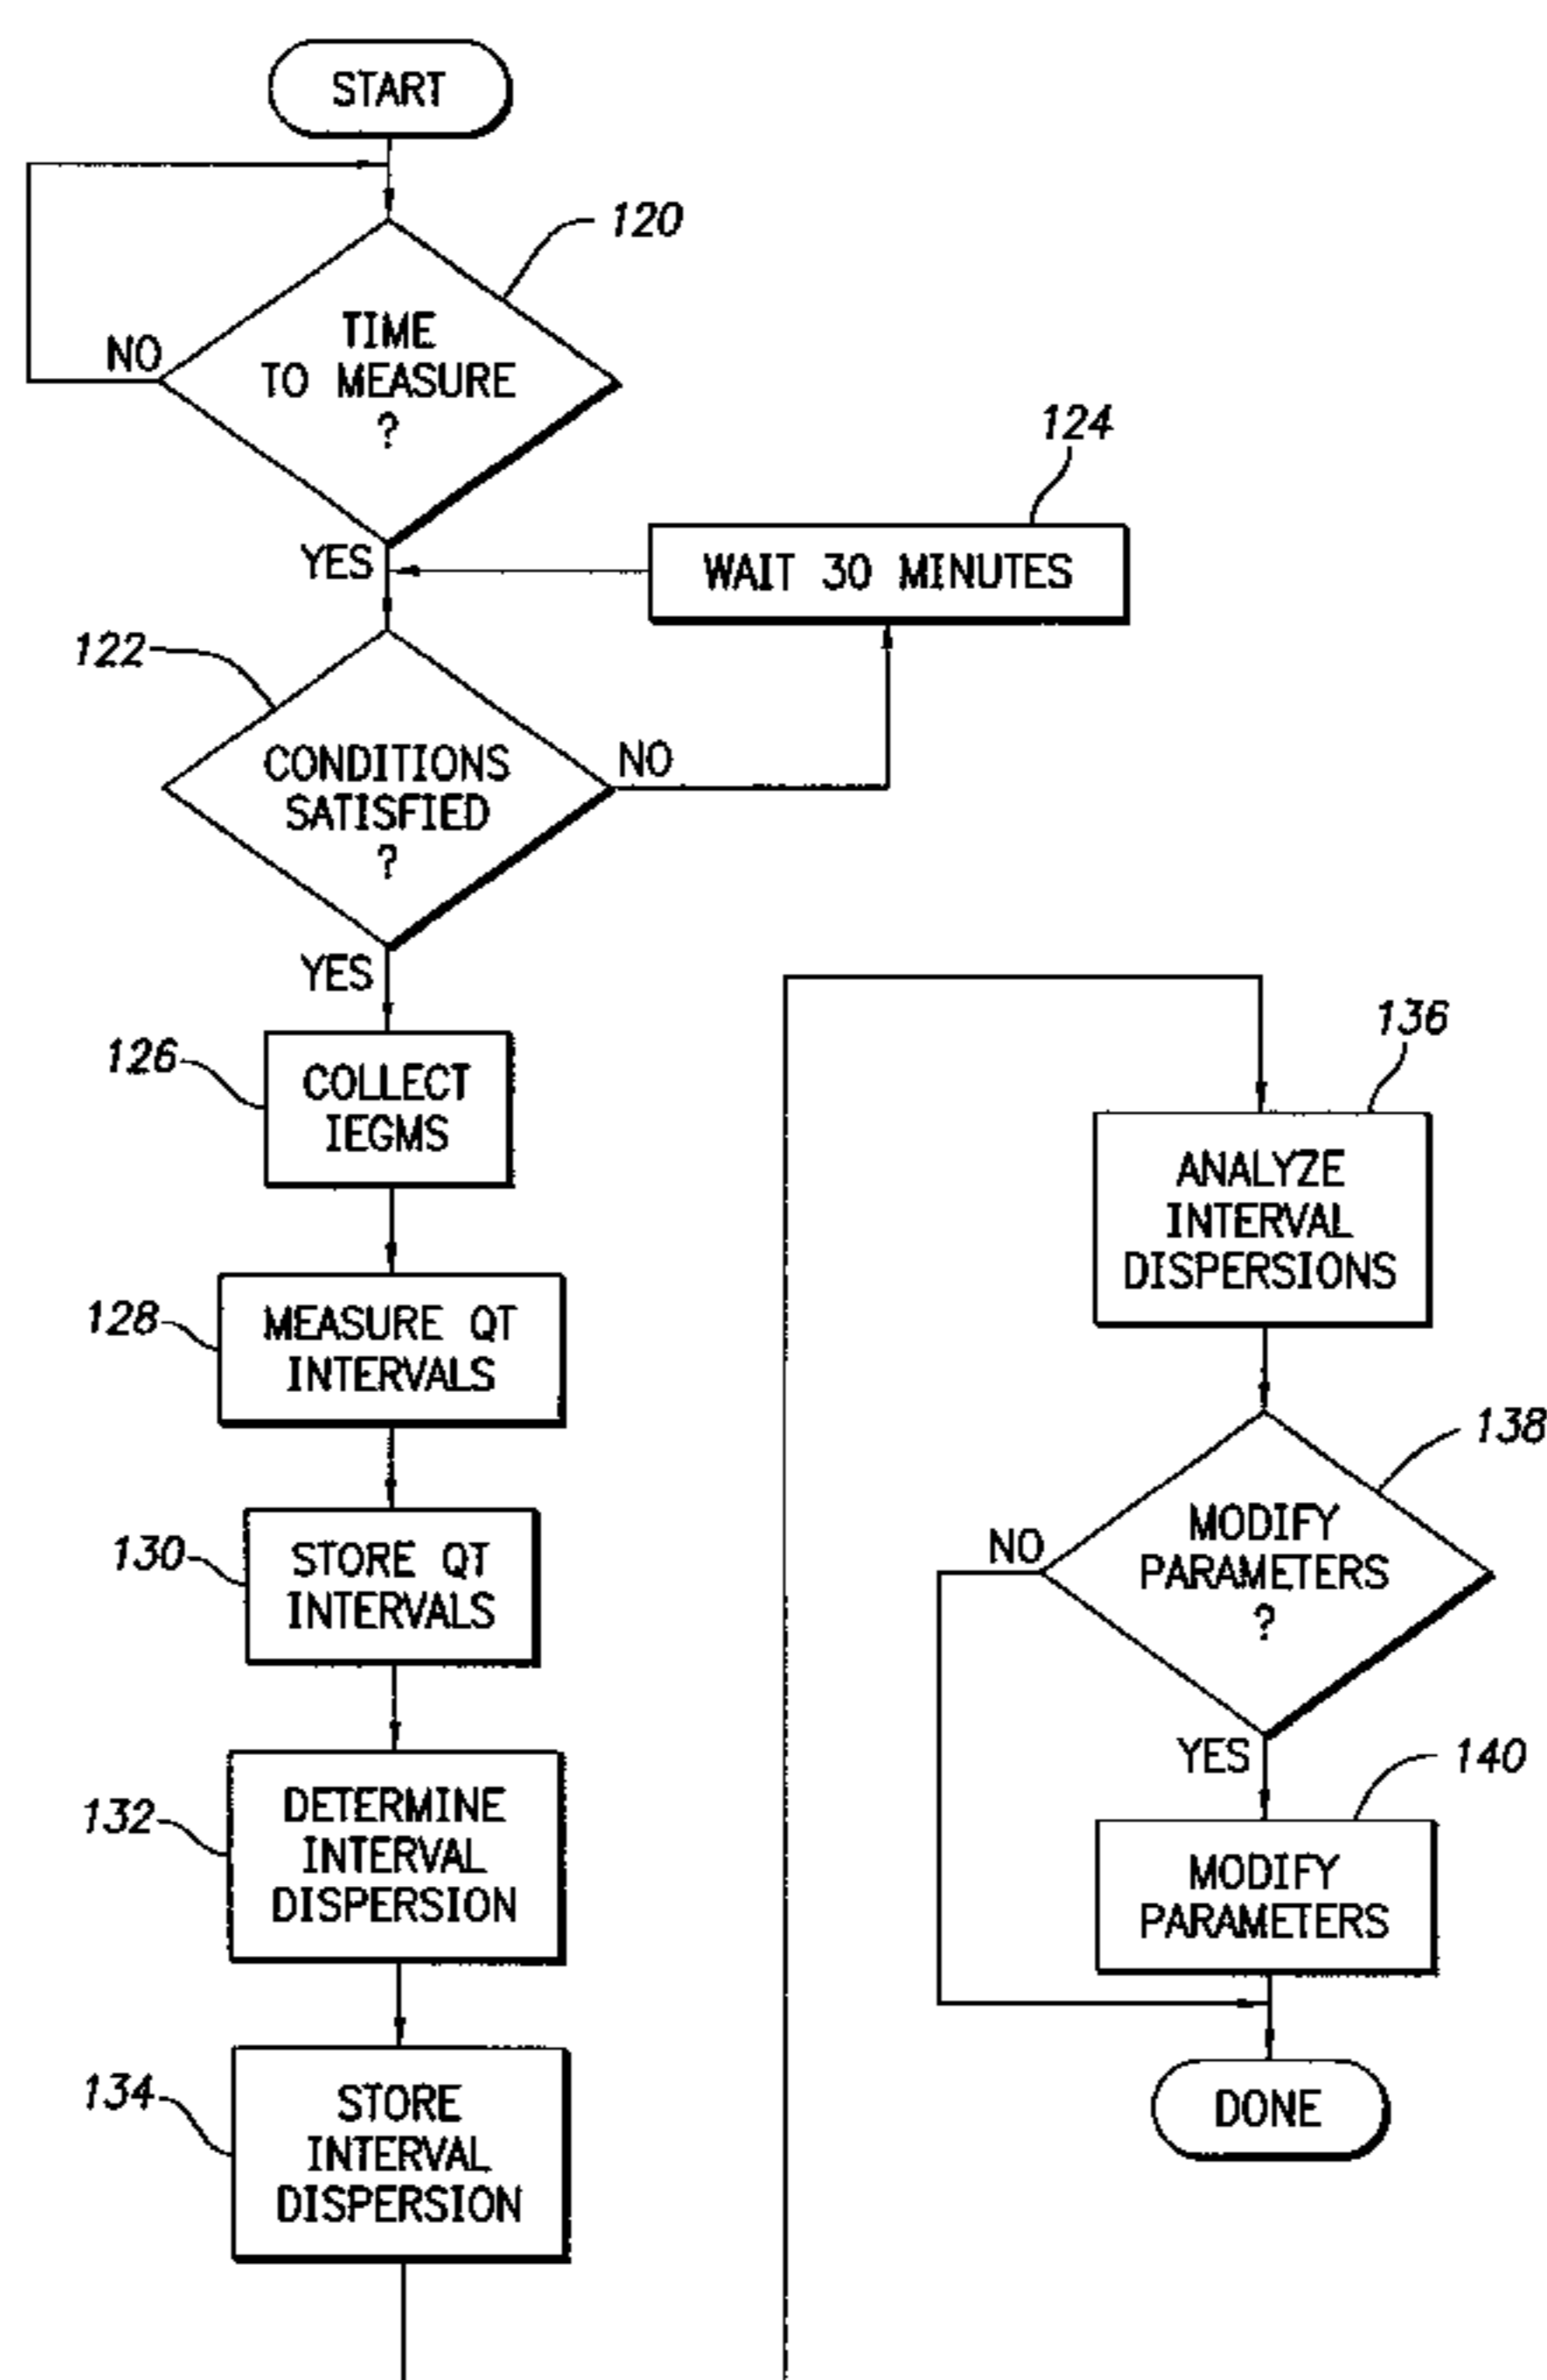 START
120
TIME
TO MEASURE
?
NO
YES
124
WAIT 30 MINUTES
122
CONDITIONS
SATISFIED
?
NO
YES
126
COLLECT
IEGMS
128
MEASURE QT
INTERVALS
130
STORE QT
INTERVALS
132
DETERMINE
INTERVAL
DISPERSION
134
STORE
INTERVAL
DISPERSION
136
ANALYZE
INTERVAL
DISPERSIONS
138
MODIFY
PARAMETERS
?
NO
YES
140
MODIFY
PARAMETERS
DONE